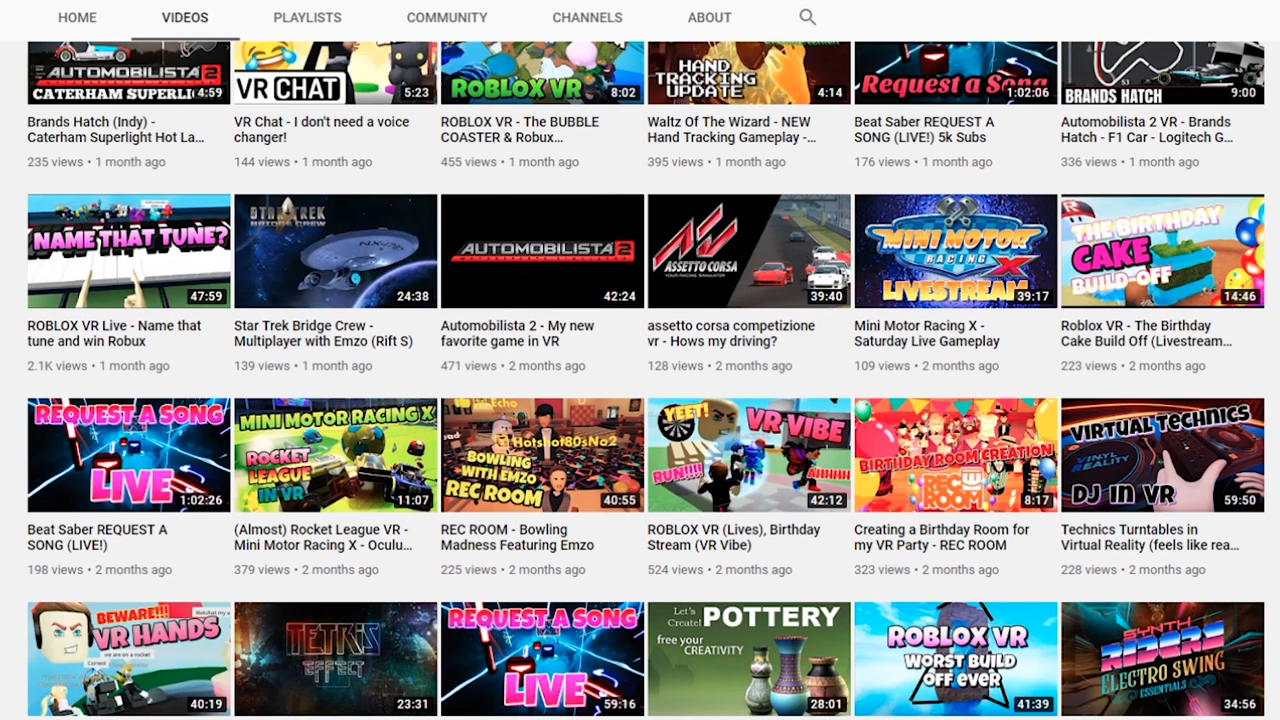 HOME VIDEOS PLAYLISTS COMMUNITY CHANNELS ABOUT
AUTOMOBILISTA 2
CATERHAM SUPERLI
4:59
VR CHAT
5:23
ROBLOX VR
8:02
HAND
TRACKING
UPDATE
4:14
Request a Song
1:02:06
BRANDS HATCH
9:00
Brands Hatch (Indy) -
Caterham Superlight Hot La...
235 views • 1 month ago
VR Chat - I don't need a voice
changer!
144 views • 1 month ago
ROBLOX VR - The BUBBLE
COASTER & Robux...
455 views • 1 month ago
Waltz Of The Wizard - NEW
Hand Tracking Gameplay -...
395 views • 1 month ago
Beat Saber REQUEST A
SONG (LIVE!) 5k Subs
176 views • 1 month ago
Automobilista 2 VR - Brands
Hatch - F1 Car - Logitech G...
336 views • 1 month ago
NAME THAT TUNE?
47:59
STAR TREK
BRIDGE CREW
24:38
AUTOMOBILISTA 2
42:24
ASSETTO CORSA
YOUR RACING SIMULATOR
39:40
MINI MOTOR
RACING X
LIVESTREAM
39:17
THE BIRTHDAY
CAKE
BUILD-OFF
14:46
ROBLOX VR Live - Name that
tune and win Robux
2.1K views • 1 month ago
Star Trek Bridge Crew -
Multiplayer with Emzo (Rift S)
139 views • 1 month ago
Automobilista 2 - My new
favorite game in VR
471 views • 2 months ago
assetto corsa competizione
vr - Hows my driving?
128 views • 2 months ago
Mini Motor Racing X -
Saturday Live Gameplay
109 views • 2 months ago
Roblox VR - The Birthday
Cake Build Off (Livestream...
223 views • 2 months ago
REQUEST A SONG
LIVE
1:02:26
MINI MOTOR RACING X
ROCKET
LEAGUE
IN VR
11:07
Echo
Hotshot80sNo2
BOWLING
WITH EMZO
REC ROOM
40:55
YEET!
VR VIBE
RUN!!!!
AHHHH
42:12
BIRTHDAY ROOM CREATION
REC
ROOM
8:17
VIRTUAL TECHNICS
VINYL
REALITY
DJ IN VR
59:50
Beat Saber REQUEST A
SONG (LIVE!)
198 views • 2 months ago
(Almost) Rocket League VR -
Mini Motor Racing X - Oculu...
379 views • 2 months ago
REC ROOM - Bowling
Madness Featuring Emzo
225 views • 2 months ago
ROBLOX VR (Lives), Birthday
Stream (VR Vibe)
524 views • 2 months ago
Creating a Birthday Room for
my VR Party - REC ROOM
323 views • 2 months ago
Technics Turntables in
Virtual Reality (feels like rea...
228 views • 2 months ago
BEWARE!!!
VR HANDS
we are on a rocket
Correct
40:19
TETRIS
EFFECT
23:31
REQUEST A SONG
LIVE
59:16
Let's
Create! POTTERY
free your
CREATIVITY
28:01
ROBLOX VR
WORST BUILD
OFF EVER
41:39
SYNTH
RIDERS
ELECTRO SWING
ESSENTIALS
34:56